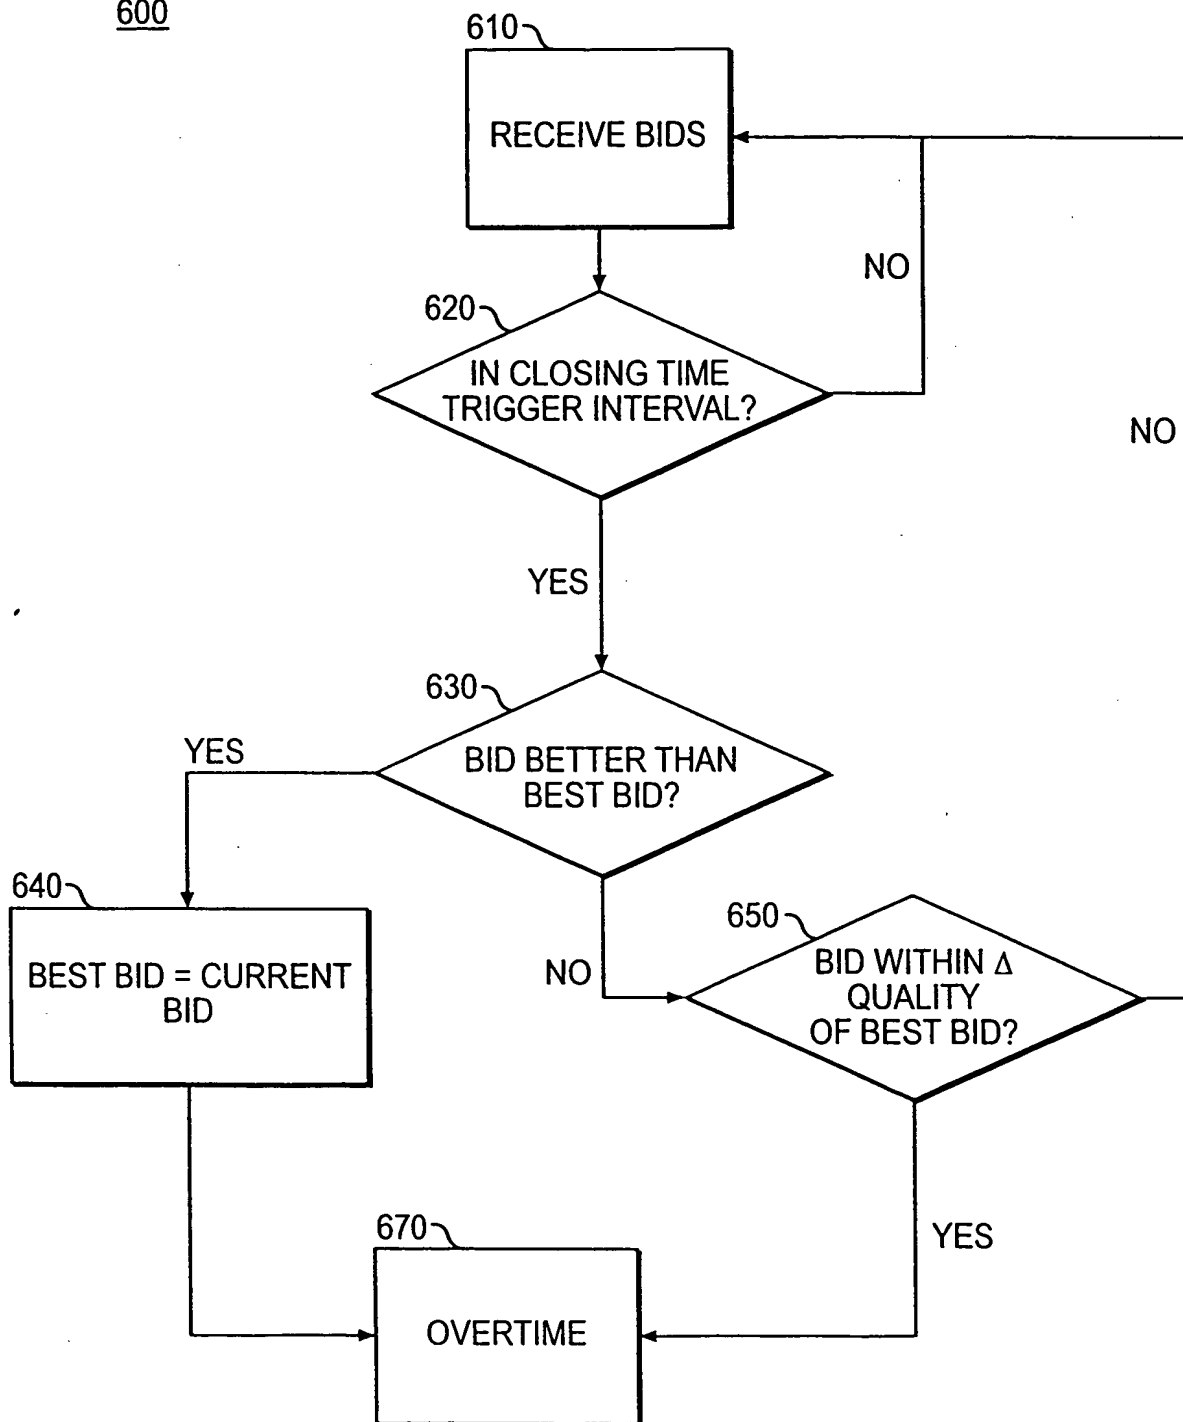 600
610
RECEIVE BIDS
NO
620
IN CLOSING TIME
TRIGGER INTERVAL?
NO
YES
630
YES
BID BETTER THAN
BEST BID?
640
650
BEST BID = CURRENT
BID
NO
BID WITHIN Δ
QUALITY
OF BEST BID?
670
YES
OVERTIME